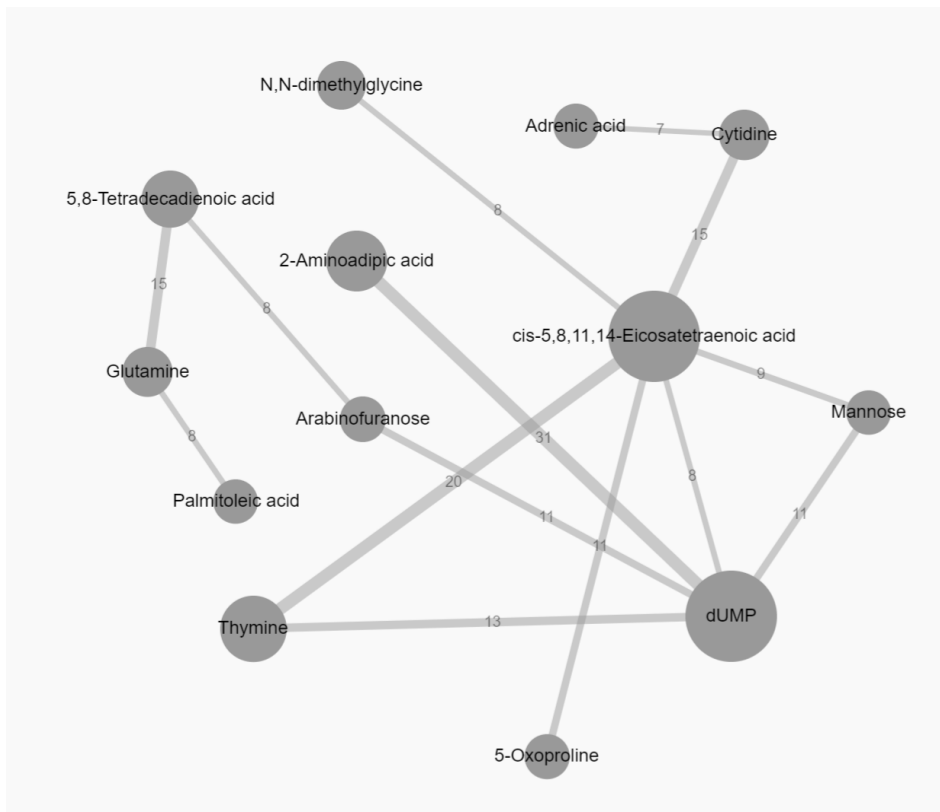 N,N-dimethylglycine
Adrenic acid
7
Cytidine
5,8-Tetradecadienoic acid
8
15
2-Aminoadipic acid
15
8
cis-5,8,11,14-Eicosatetraenoic acid
Glutamine
9
Arabinofuranose
Mannose
8
31
20
8
Palmitoleic acid
11
11
11
dUMP
Thymine
13
5-Oxoproline